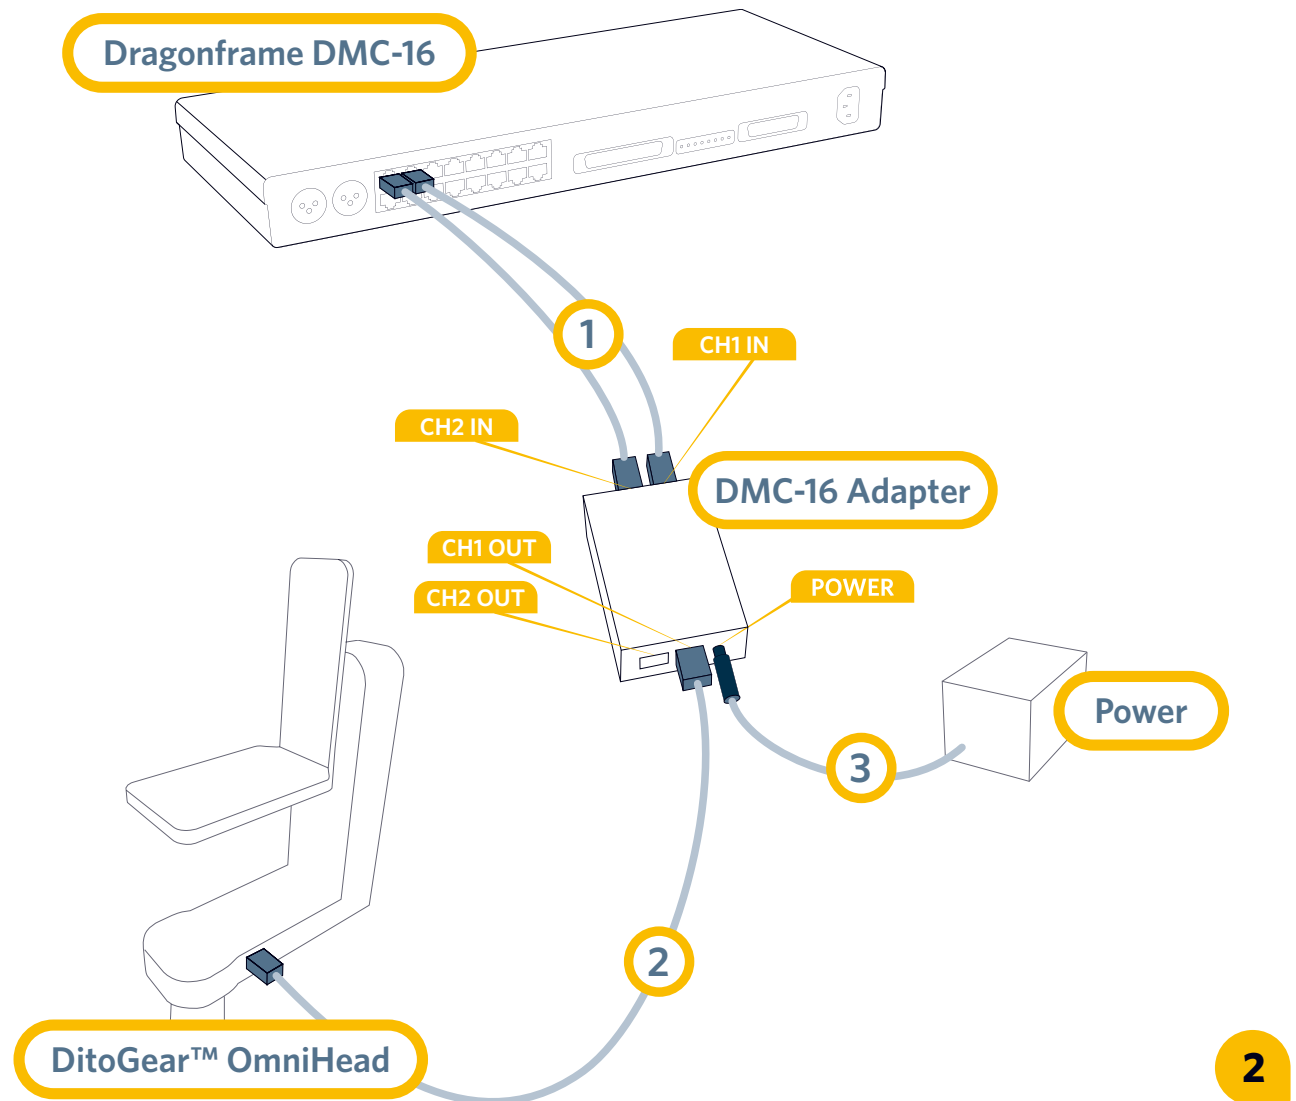 Dragonframe DMC-16
1
CH1 IN
CH2 IN
DMC-16 Adapter
CH1 OUT
POWER
CH2 OUT
Power
3
2
DitoGear™ OmniHead
2